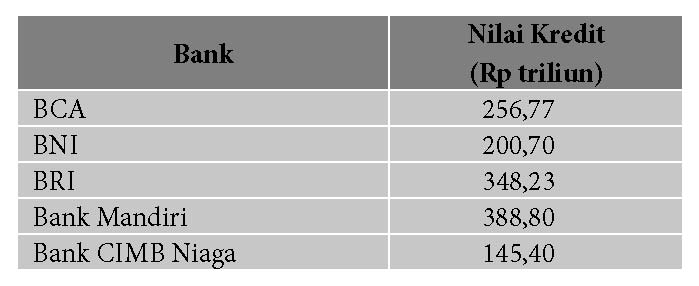 Bank Nilai Kredit
(Rp triliun)
BCA 256,77
BNI 200,70
BRI 348,23
Bank Mandiri 388,80
Bank CIMB Niaga 145,40